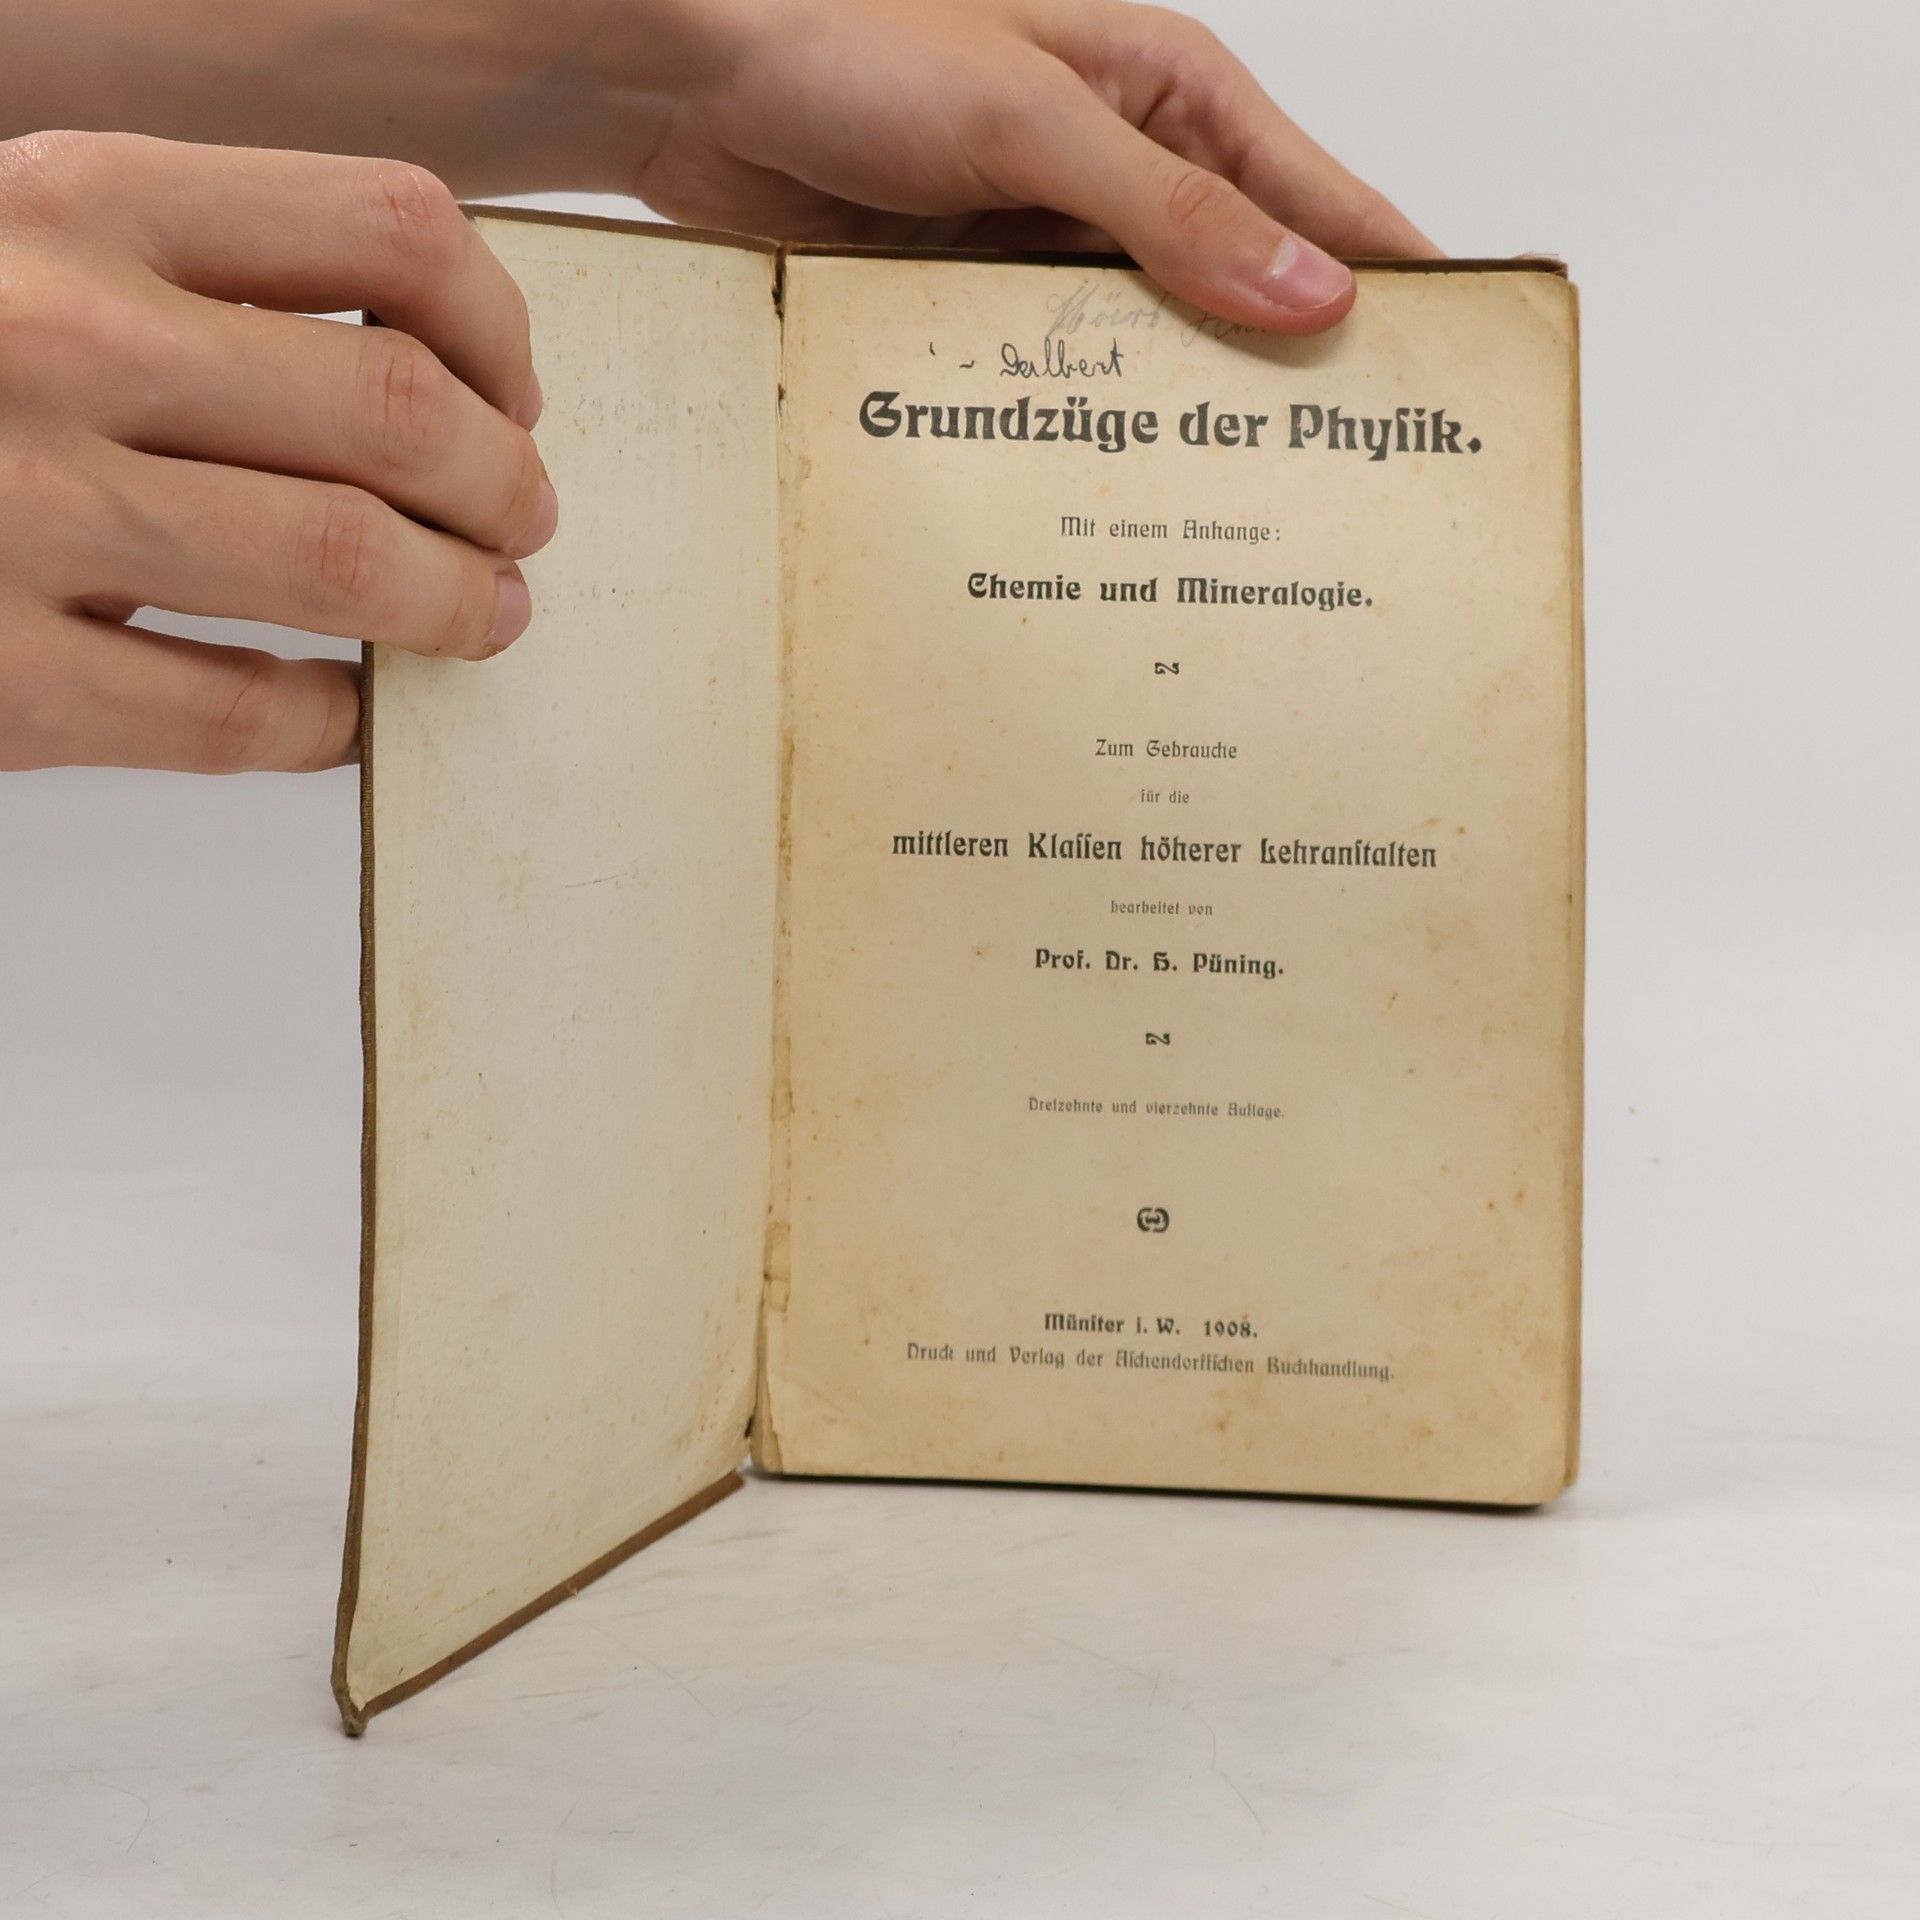 Dalbert
Grundzüge der Phyſik.
Mit einem Anhange:
Chemie und Mineralogie.
Zum Gebrauche
für die
mittleren Klaſſen höherer Lehranſtalten
bearbeitet von
Prof. Dr. H. Püning.
Dreizehnte und vierzehnte Auflage.
Münſter i. W. 1908.
Druck und Verlag der Aſchendorffſchen Buchhandlung.